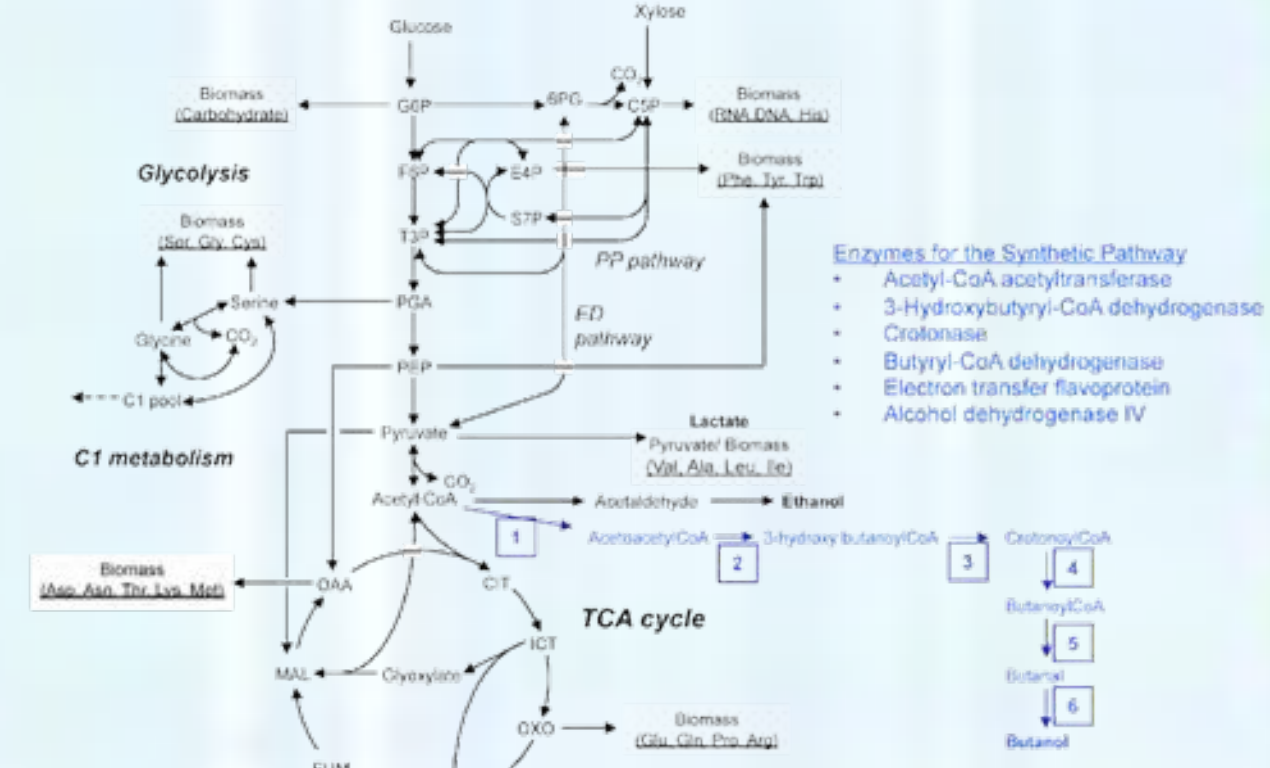 Xylose
Glucose
CO2
Biomass
(Carbohydrate)
G6P
6PG
C5P
Biomass
(RNA,DNA, His)
Glycolysis
F6P
E4P
Biomass
(Phe, Tyr, Trp)
Biomass
(Ser, Gly, Cys)
S7P
T3P
PP pathway
Enzymes for the Synthetic Pathway
• Acetyl-CoA acetyltransferase
• 3-Hydroxybutyryl-CoA dehydrogenase
• Crotonase
• Butyryl-CoA dehydrogenase
• Electron transfer flavoprotein
• Alcohol dehydrogenase IV
Serine
PGA
ED
pathway
Glycine
CO2
PEP
C1 pool
C1 metabolism
Pyruvate
Lactate
Pyruvate/ Biomass
(Val, Ala, Leu, Ile)
CO2
Acetyl-CoA
Acetaldehyde
Ethanol
1
AcetoacetylCoA
2
3-hydroxy butanoylCoA
3
CrotonoylCoA
4
ButanoylCoA
5
Butanal
6
Butanol
Biomass
(Asp, Asn, Thr, Lys, Met)
OAA
CIT
TCA cycle
ICT
MAL
Glyoxylate
OXO
Biomass
(Glu, Gln, Pro, Arg)
FUM